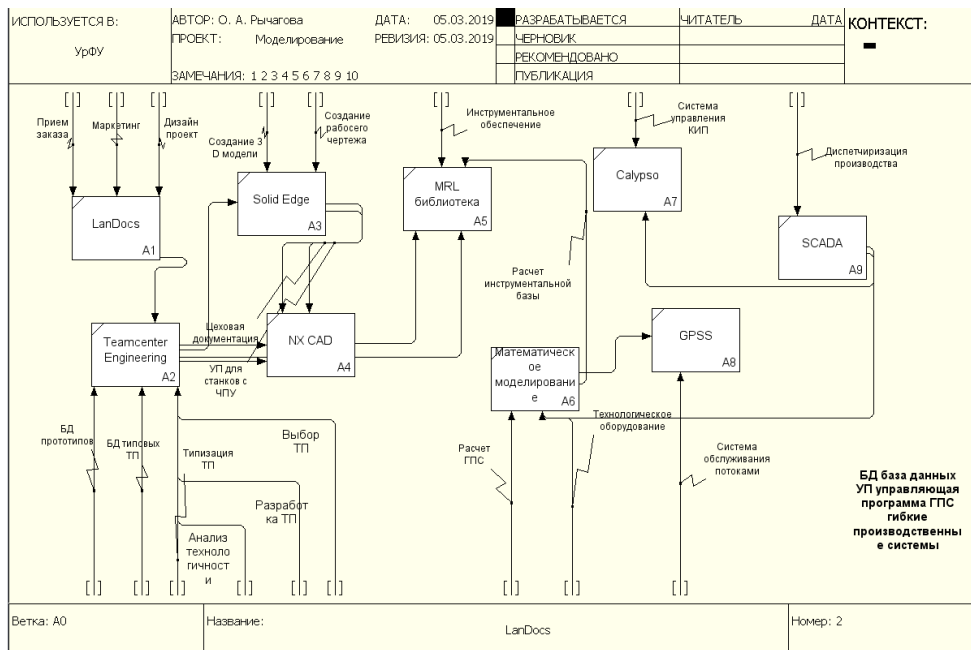 ИСПОЛЬЗУЕТСЯ В:
УрФУ
АВТОР: О. А. Рычагова
ДАТА: 05.03.2019
ПРОЕКТ: Моделирование
РЕВИЗИЯ: 05.03.2019
ЗАМЕЧАНИЯ: 1 2 3 4 5 6 7 8 9 10
РАЗРАБАТЫВАЕТСЯ
ЧЕРНОВИК
РЕКОМЕНДОВАНО
ПУБЛИКАЦИЯ
ЧИТАТЕЛЬ
ДАТА
КОНТЕКСТ:
Прием
заказа
Маркетинг
Дизайн
проект
Создание 3
D модели
Создание
рабосего
чертежа
Инструментальное
обеспечение
Система
управления
КИП
Диспетчиризация
производства
LanDocs
A1
Solid Edge
A3
MRL
библиотека
A5
Calypso
A7
SCADA
A9
Расчет
инструментальной
базы
Teamcenter
Engineering
A2
Цеховая
документация
УП для
станков с
ЧПУ
NX CAD
A4
Математическ
ое
моделировани
е
A6
GPSS
A8
БД
прототипов
БД типовых
ТП
Типизация
ТП
Выбор
ТП
Разработ
ка ТП
Анализ
техноло
гичност
и
Расчет
ГПС
Технологическое
оборудование
Система
обслуживания
потоками
БД база данных
УП управляющая
программа ГПС
гибкие
производственны
е системы
Ветка: A0
Название:
LanDocs
Номер: 2